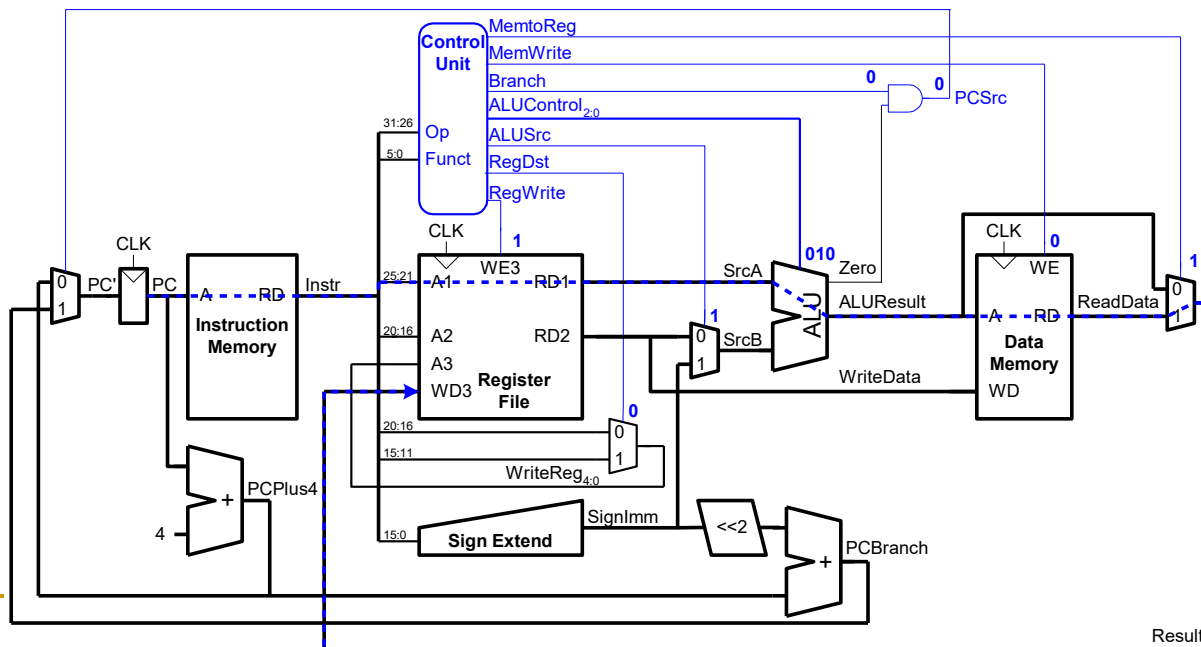 MemtoReg
Control Unit
MemWrite
Branch
0
0
PCSrc
ALUControl2:0
31:26
Op
ALUSrc
5:0
Funct
RegDst
RegWrite
CLK
CLK
CLK
1
010
0
1
WE3
WE
Zero
0
1
PC'
PC
A
RD
Instr
Instruction Memory
25:21
A1
RD1
SrcA
ALU
ALUResult
A
RD
ReadData
0
1
Data Memory
20:16
A2
RD2
1
0
1
SrcB
A3
WD3
Register File
WriteData
WD
0
20:16
0
15:11
1
WriteReg4:0
PCPlus4
+
4
SignImm
15:0
Sign Extend
<<2
+
PCBranch
Result